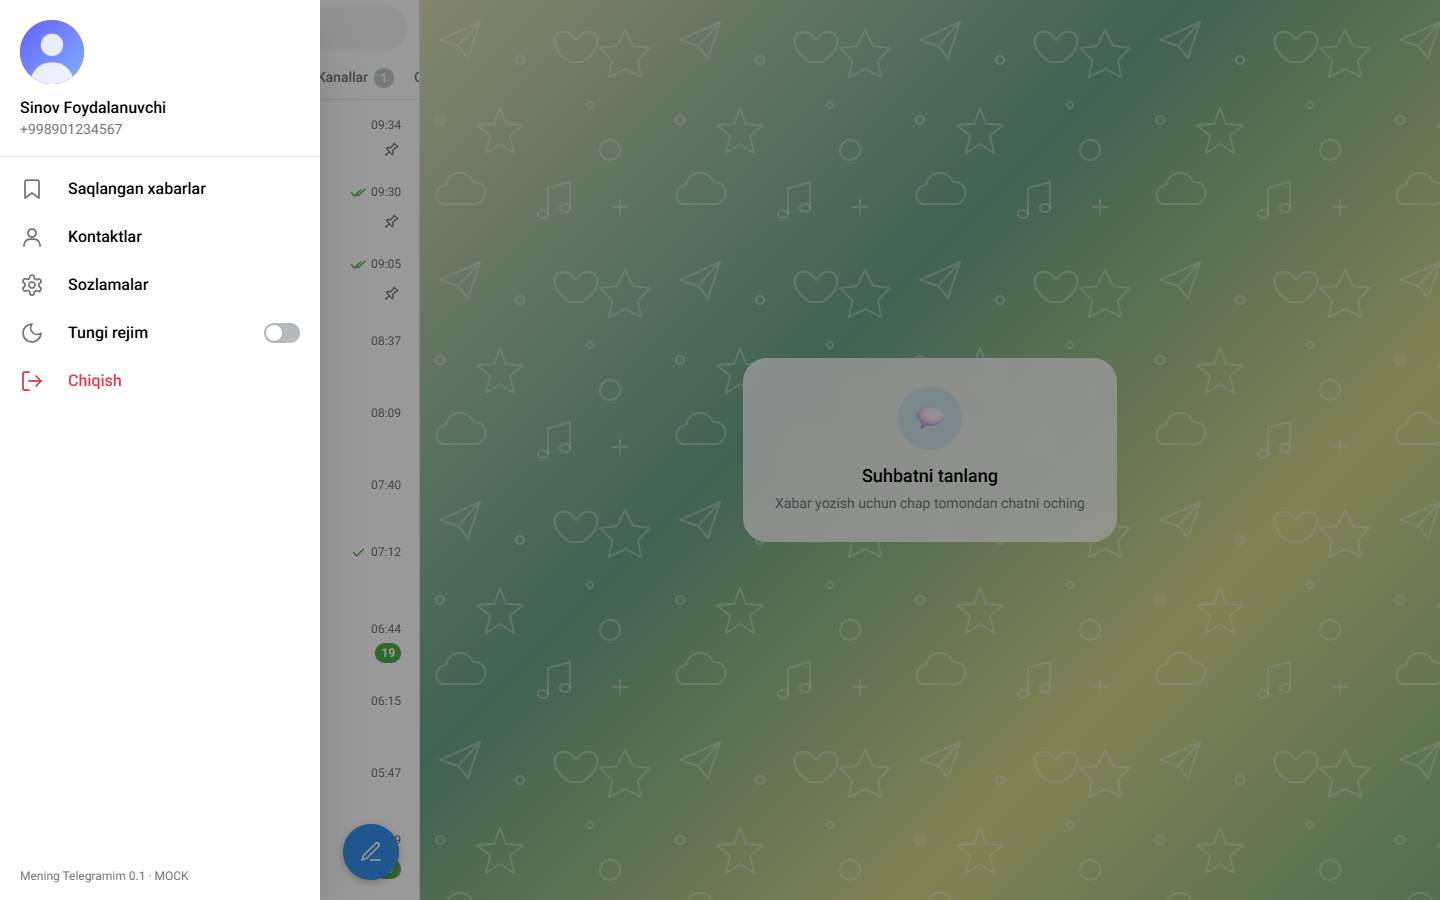 Sinov Foydalanuvchi
+998901234567
Saqlangan xabarlar
Kontaktlar
Sozlamalar
Tungi rejim
Chiqish
Mening Telegramim 0.1 · MOCK
Kanallar 1
09:34
09:30
09:05
08:37
08:09
07:40
07:12
06:44
19
06:15
05:47
Suhbatni tanlang
Xabar yozish uchun chap tomondan chatni oching